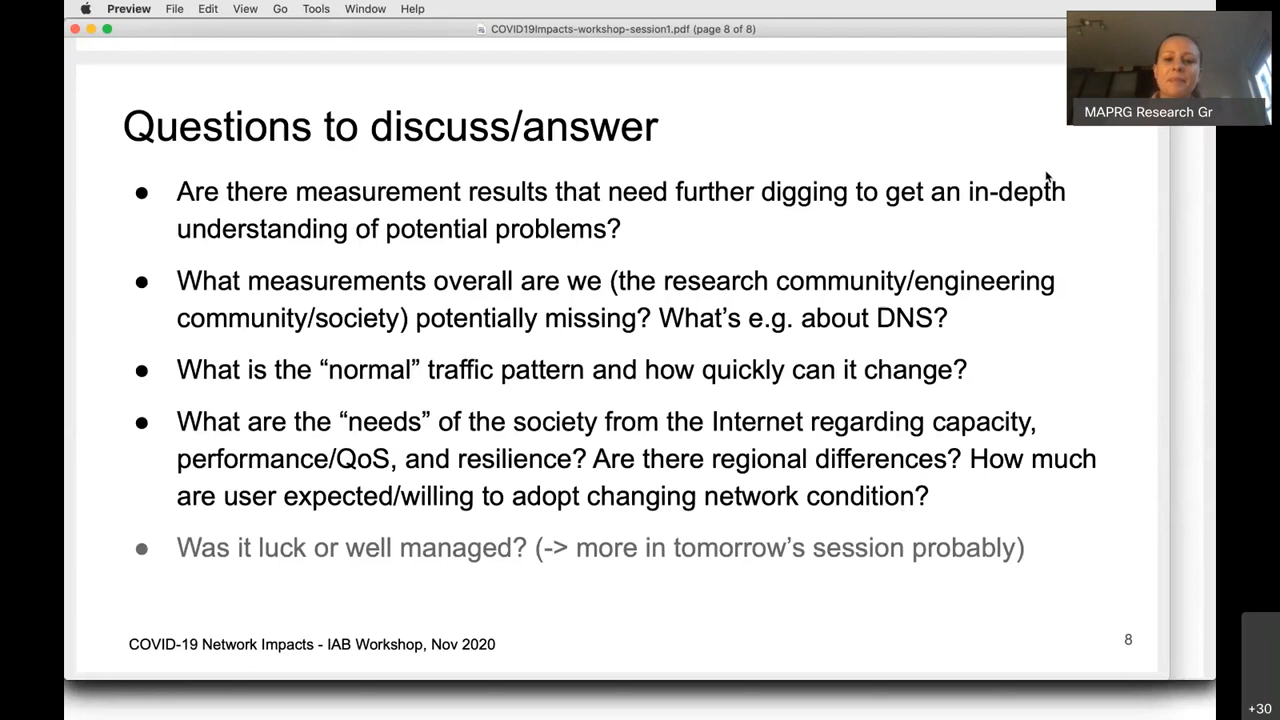 Preview File Edit View Go Tools Window Help
COVID19Impacts-workshop-session1.pdf (page 8 of 8)
MAPRG Research Gr
Questions to discuss/answer
● Are there measurement results that need further digging to get an in-depth
understanding of potential problems?
● What measurements overall are we (the research community/engineering
community/society) potentially missing? What’s e.g. about DNS?
● What is the “normal” traffic pattern and how quickly can it change?
● What are the “needs” of the society from the Internet regarding capacity,
performance/QoS, and resilience? Are there regional differences? How much
are user expected/willing to adopt changing network condition?
● Was it luck or well managed? (-> more in tomorrow’s session probably)
COVID-19 Network Impacts - IAB Workshop, Nov 2020
8
+30